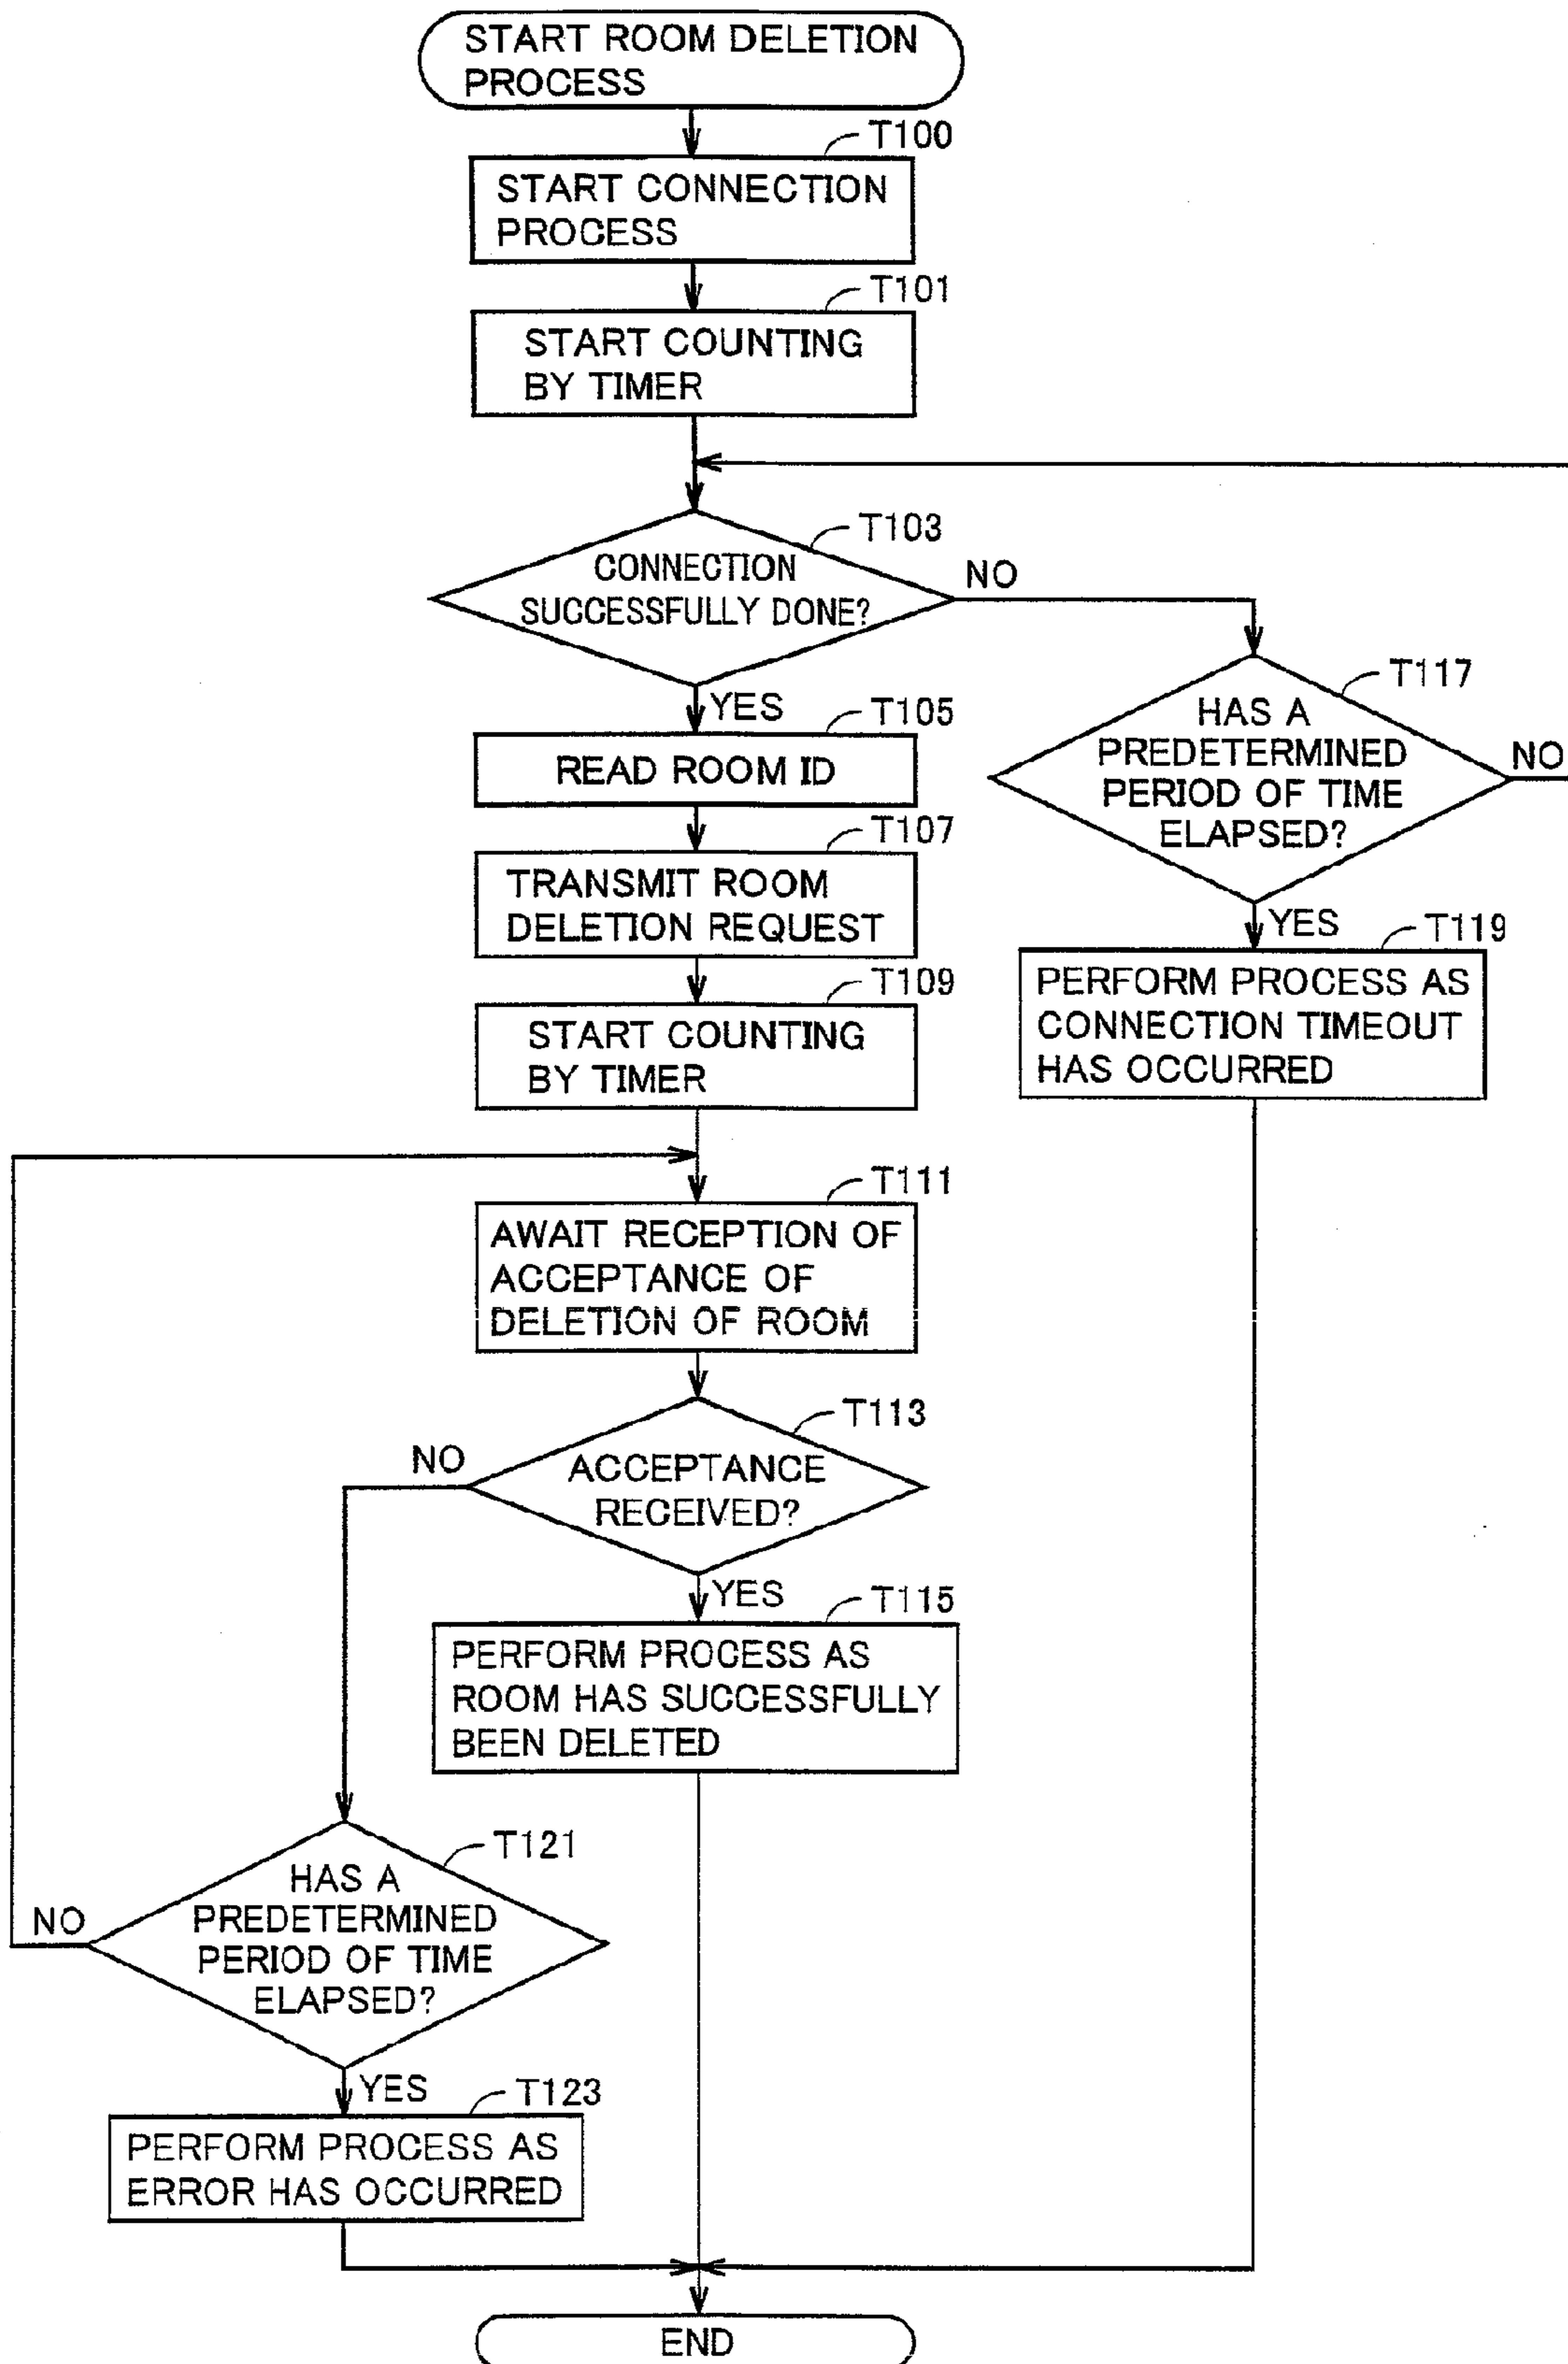 START ROOM DELETION
PROCESS
T100
START CONNECTION
PROCESS
T101
START COUNTING
BY TIMER
T103
CONNECTION
SUCCESSFULLY DONE?
NO
YES
T117
HAS A
PREDETERMINED
PERIOD OF TIME
ELAPSED?
NO
YES
T105
READ ROOM ID
T107
TRANSMIT ROOM
DELETION REQUEST
T119
PERFORM PROCESS AS
CONNECTION TIMEOUT
HAS OCCURRED
T109
START COUNTING
BY TIMER
T111
AWAIT RECEPTION OF
ACCEPTANCE OF
DELETION OF ROOM
T113
ACCEPTANCE
RECEIVED?
NO
YES
T115
PERFORM PROCESS AS
ROOM HAS SUCCESSFULLY
BEEN DELETED
T121
HAS A
PREDETERMINED
PERIOD OF TIME
ELAPSED?
NO
YES
T123
PERFORM PROCESS AS
ERROR HAS OCCURRED
END